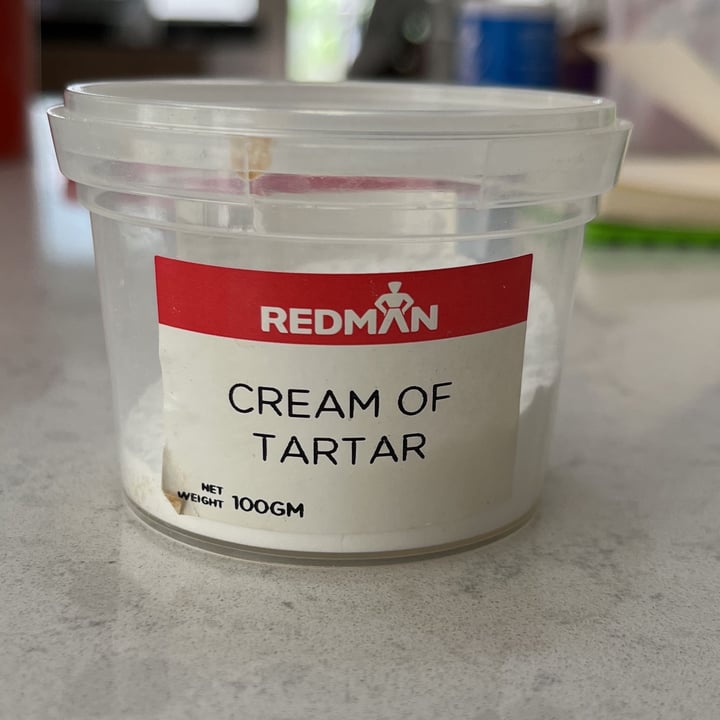 REDMAN
CREAM OF
TARTAR
NET
WEIGHT 100GM